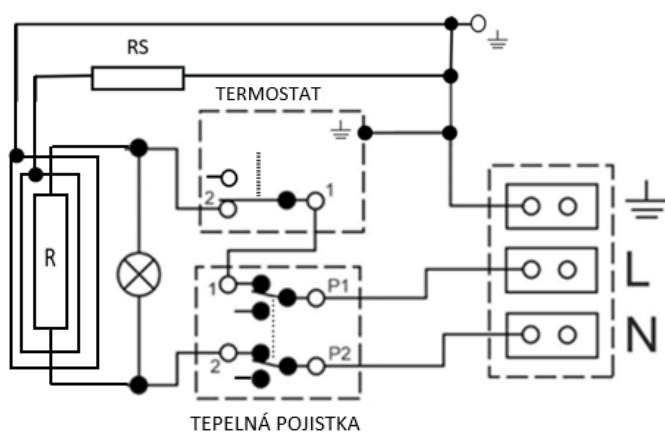 RS
TERMOSTAT
2
1
R
1
P1
L
2
P2
N
TEPELNÁ POJISTKA